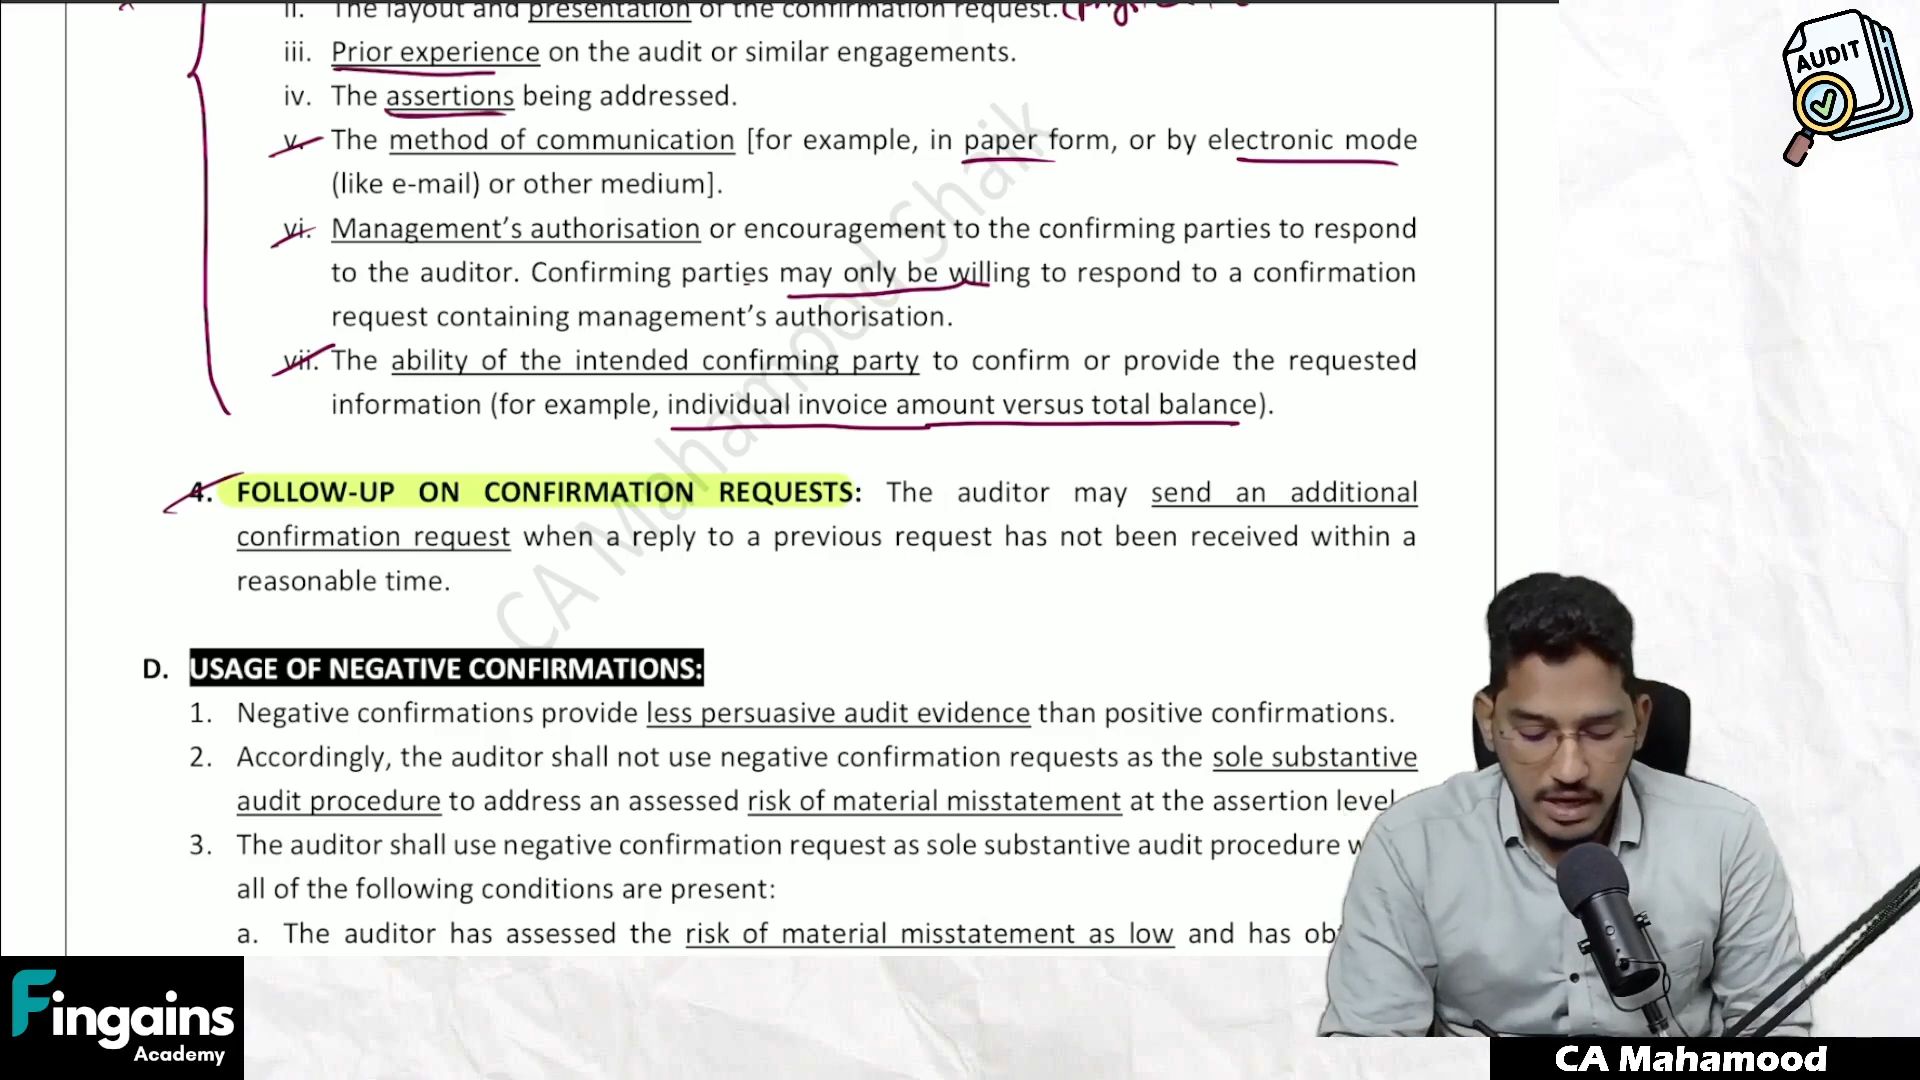 ii. The layout and presentation of the confirmation request.
iii. Prior experience on the audit or similar engagements.
iv. The assertions being addressed.
v. The method of communication [for example, in paper form, or by electronic mode
(like e-mail) or other medium].
vi. Management's authorisation or encouragement to the confirming parties to respond
to the auditor. Confirming parties may only be willing to respond to a confirmation
request containing management's authorisation.
vii. The ability of the intended confirming party to confirm or provide the requested
information (for example, individual invoice amount versus total balance).
4. FOLLOW-UP ON CONFIRMATION REQUESTS: The auditor may send an additional
confirmation request when a reply to a previous request has not been received within a
reasonable time.
D. USAGE OF NEGATIVE CONFIRMATIONS:
1. Negative confirmations provide less persuasive audit evidence than positive confirmations.
2. Accordingly, the auditor shall not use negative confirmation requests as the sole substantive
audit procedure to address an assessed risk of material misstatement at the assertion level
3. The auditor shall use negative confirmation request as sole substantive audit procedure
all of the following conditions are present:
a. The auditor has assessed the risk of material misstatement as low and has
CA Mahamood Shaik
AUDIT
Fingains
Academy
CA Mahamood